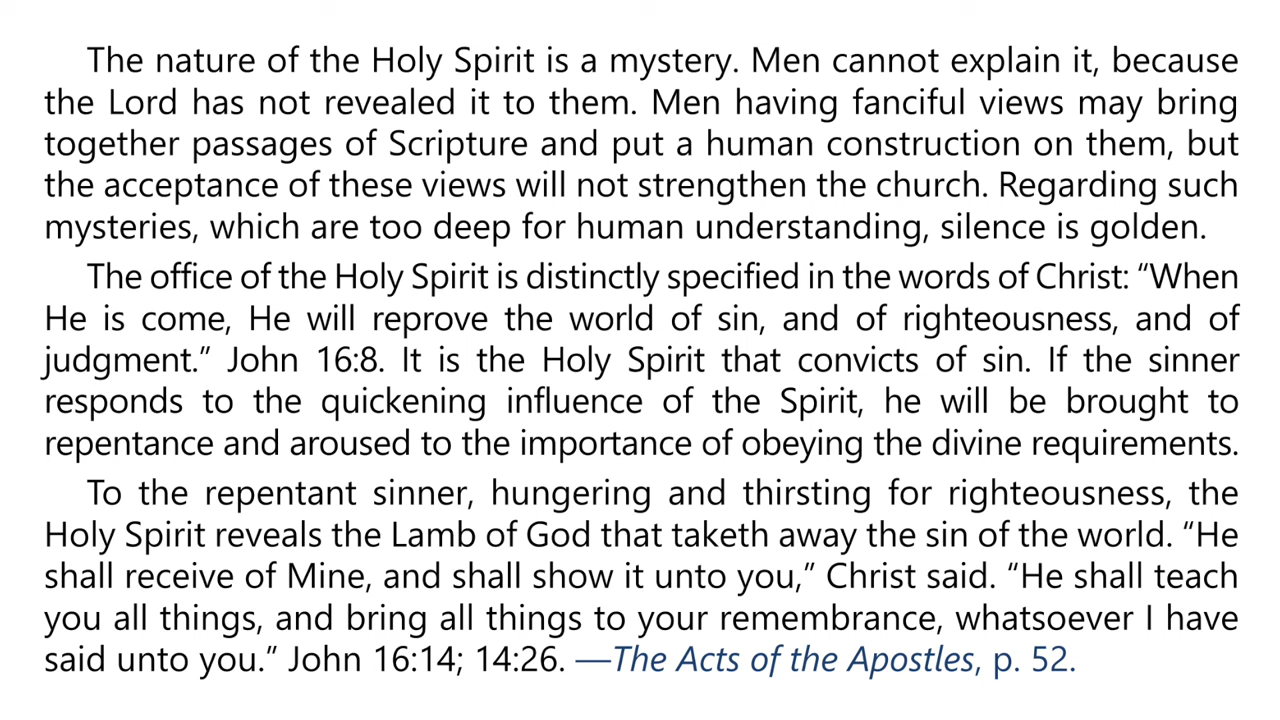 The nature of the Holy Spirit is a mystery. Men cannot explain it, because
the Lord has not revealed it to them. Men having fanciful views may bring
together passages of Scripture and put a human construction on them, but
the acceptance of these views will not strengthen the church. Regarding such
mysteries, which are too deep for human understanding, silence is golden.
The office of the Holy Spirit is distinctly specified in the words of Christ: “When
He is come, He will reprove the world of sin, and of righteousness, and of
judgment.” John 16:8. It is the Holy Spirit that convicts of sin. If the sinner
responds to the quickening influence of the Spirit, he will be brought to
repentance and aroused to the importance of obeying the divine requirements.
To the repentant sinner, hungering and thirsting for righteousness, the
Holy Spirit reveals the Lamb of God that taketh away the sin of the world. “He
shall receive of Mine, and shall show it unto you,” Christ said. “He shall teach
you all things, and bring all things to your remembrance, whatsoever I have
said unto you.” John 16:14; 14:26. —The Acts of the Apostles, p. 52.